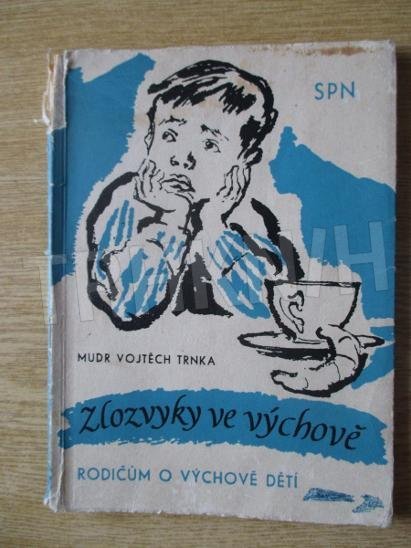 SPN
MUDR VOJTĚCH TRNKA
Zlozvyky ve výchově
RODIČŮM O VÝCHOVĚ DĚTÍ